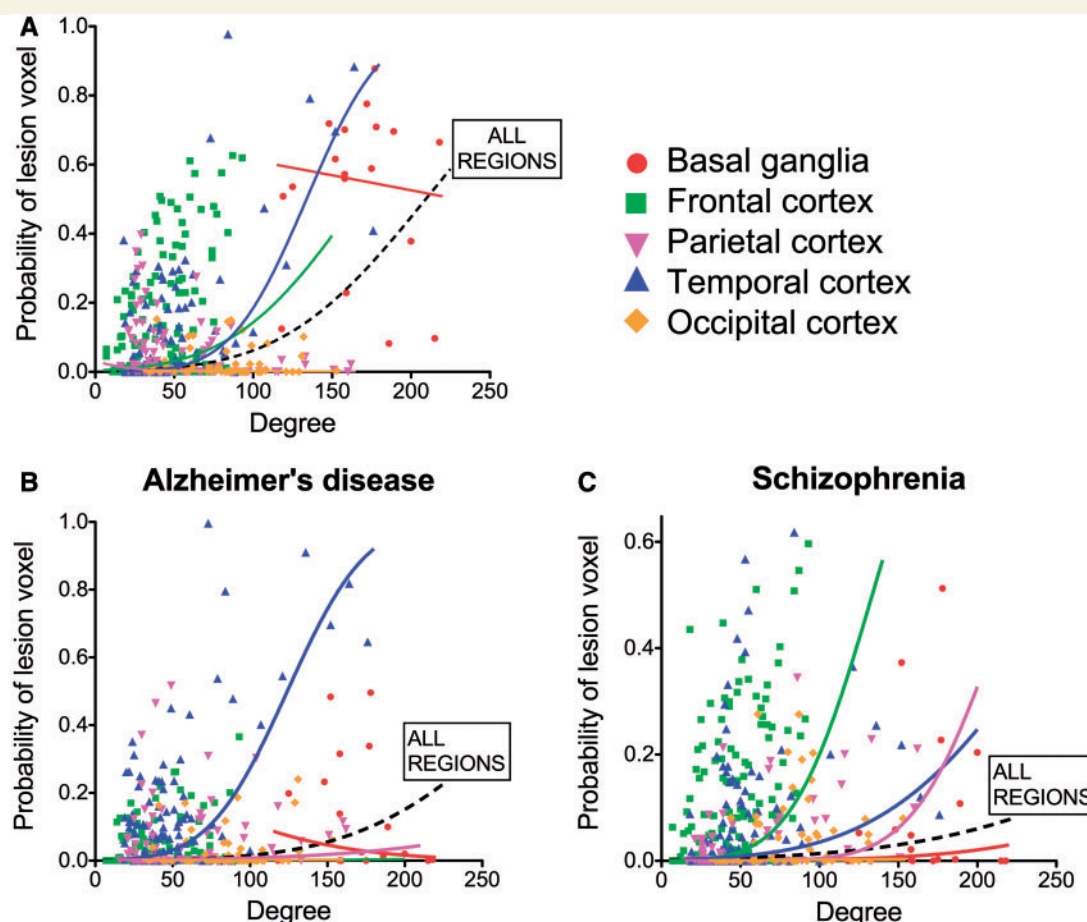 A
Probability of lesion voxel
1.0
0.8
0.6
0.4
0.2
0.0
0 50 100 150 200 250
Degree
ALL
REGIONS
Basal ganglia
Frontal cortex
Parietal cortex
Temporal cortex
Occipital cortex
B
Alzheimer's disease
Probability of lesion voxel
1.0
0.8
0.6
0.4
0.2
0.0
0 50 100 150 200 250
Degree
ALL
REGIONS
C
Schizophrenia
Probability of lesion voxel
0.6
0.4
0.2
0.0
0 50 100 150 200 250
Degree
ALL
REGIONS